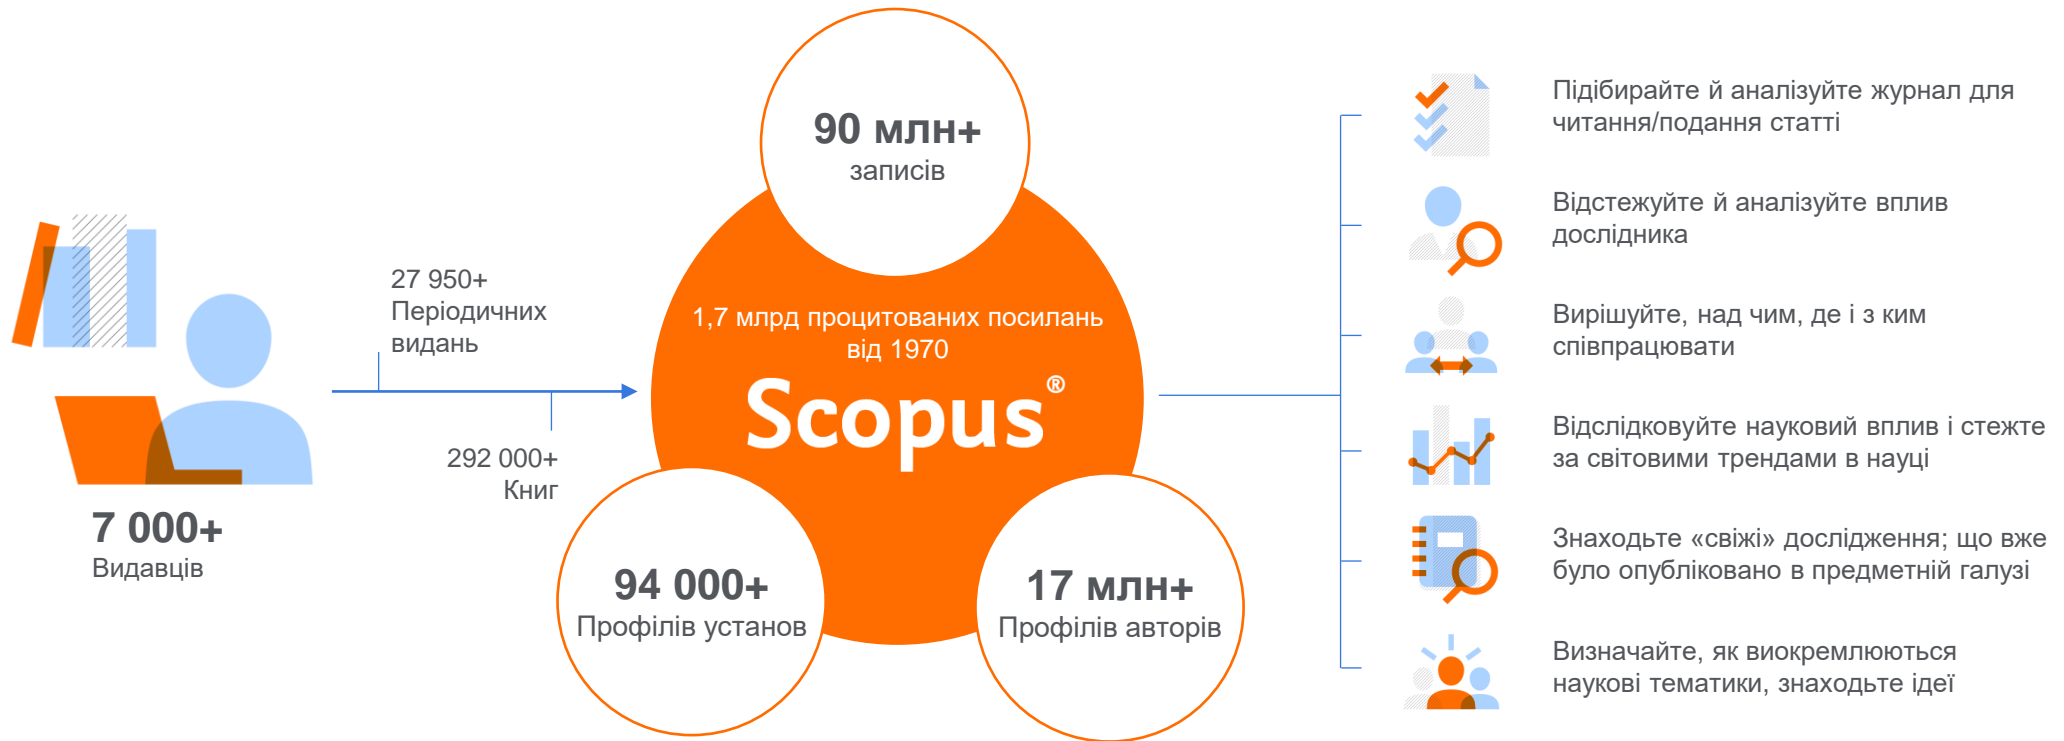 7 000+
Видавців
27 950+
Періодичних
видань
292 000+
Книг
90 млн+
записів
1,7 млрд процитованих посилань
від 1970
Scopus®
94 000+
Профілів установ
17 млн+
Профілів авторів
Підібирайте й аналізуйте журнал для
читання/подання статті
Відстежуйте й аналізуйте вплив
дослідника
Вирішуйте, над чим, де і з ким
співпрацювати
Відслідковуйте науковий вплив і стежте
за світовими трендами в науці
Знаходьте «свіжі» дослідження; що вже
було опубліковано в предметній галузі
Визначайте, як виокремлюються
наукові тематики, знаходьте ідеї